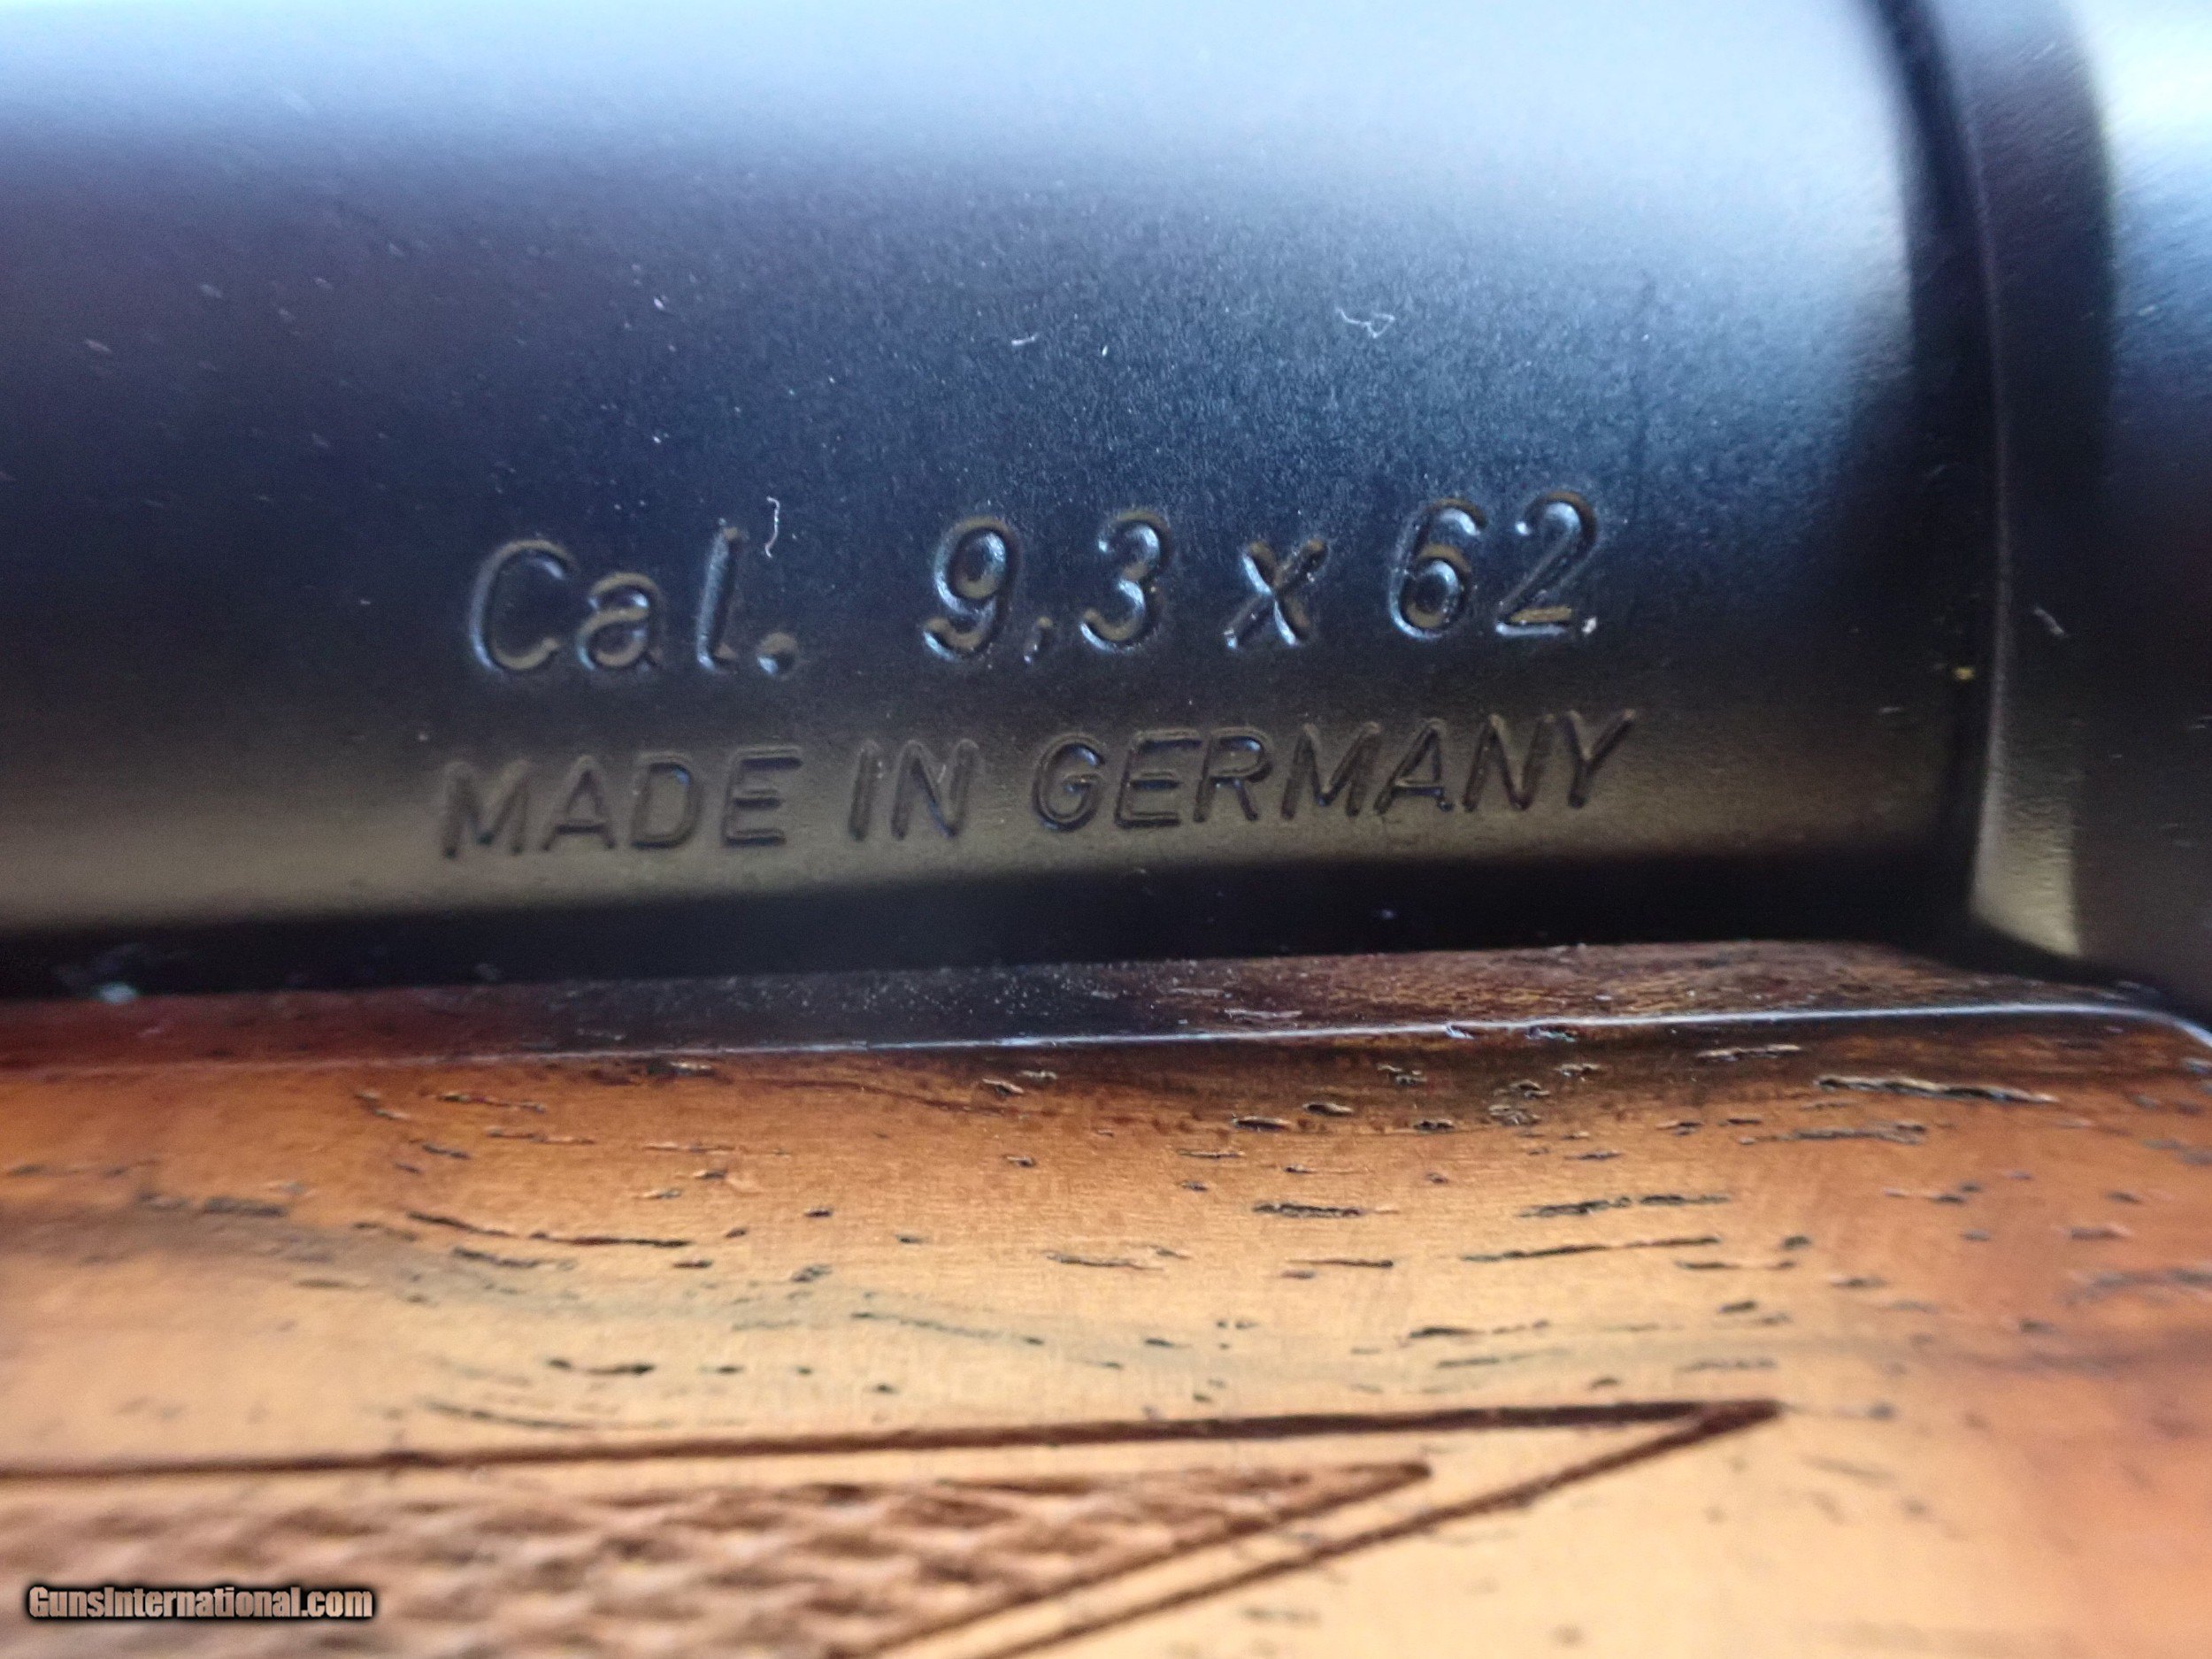 Cal. 9,3 x 62
MADE IN GERMANY
GunsInternational.com